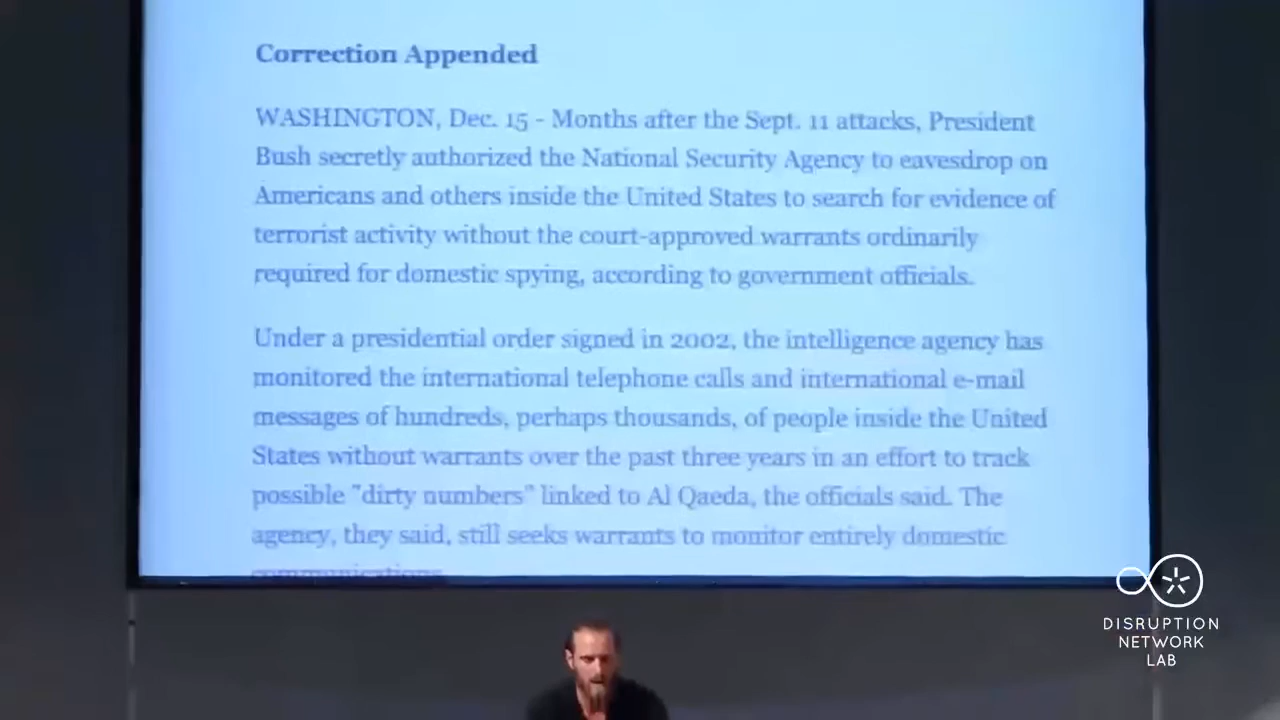 Correction Appended
WASHINGTON, Dec. 15 - Months after the Sept. 11 attacks, President
Bush secretly authorized the National Security Agency to eavesdrop on
Americans and others inside the United States to search for evidence of
terrorist activity without the court-approved warrants ordinarily
required for domestic spying, according to government officials.
Under a presidential order signed in 2002, the intelligence agency has
monitored the international telephone calls and international e-mail
messages of hundreds, perhaps thousands, of people inside the United
States without warrants over the past three years in an effort to track
possible "dirty numbers" linked to Al Qaeda, the officials said. The
agency, they said, still seeks warrants to monitor entirely domestic
communications.
DISRUPTION
NETWORK
LAB